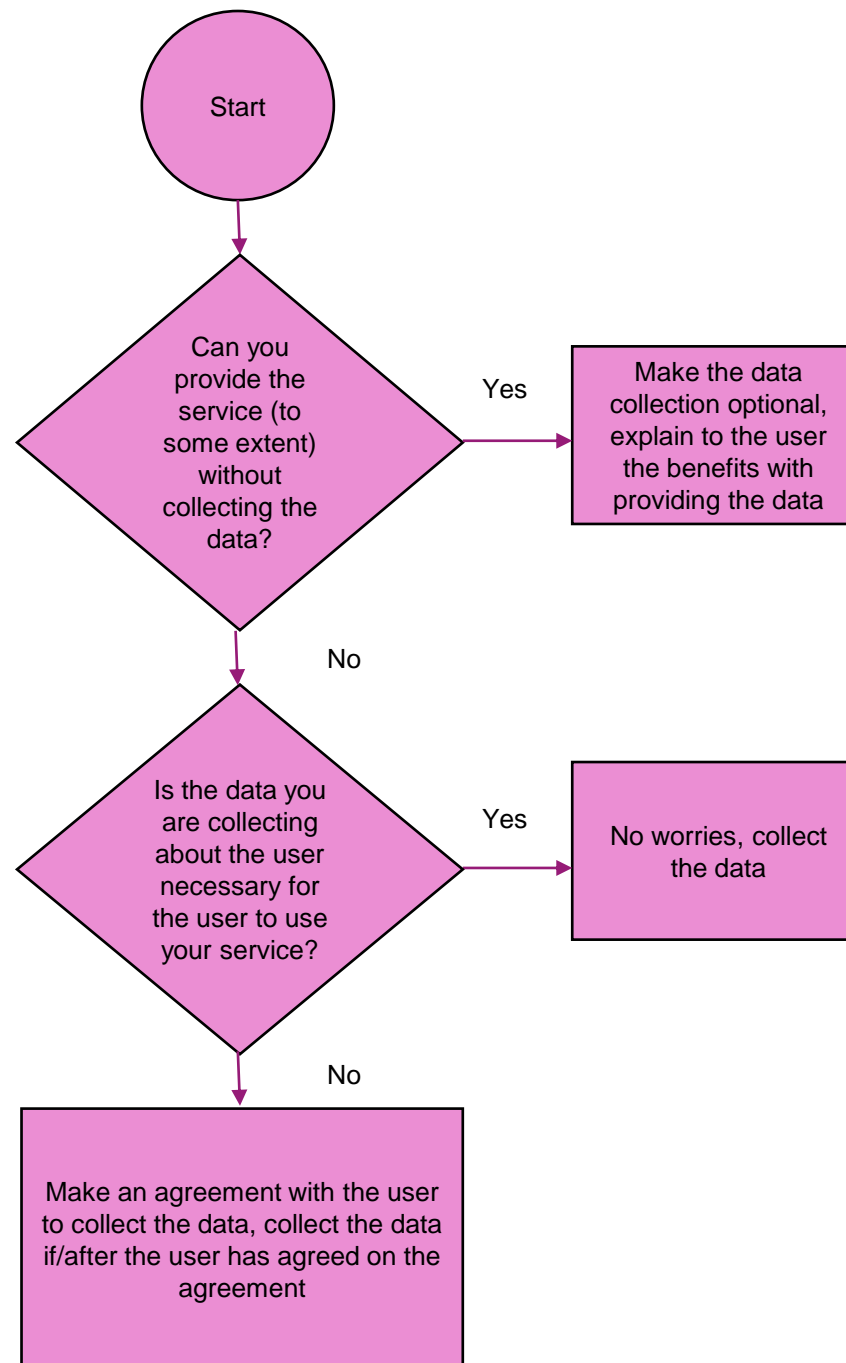 Start
Can you
provide the
service (to
some extent)
without
collecting the
data?
Yes
Make the data
collection optional,
explain to the user
the benefits with
providing the data
No
Is the data you
are collecting
about the user
necessary for
the user to use
your service?
Yes
No worries, collect
the data
No
Make an agreement with the user
to collect the data, collect the data
if/after the user has agreed on the
agreement